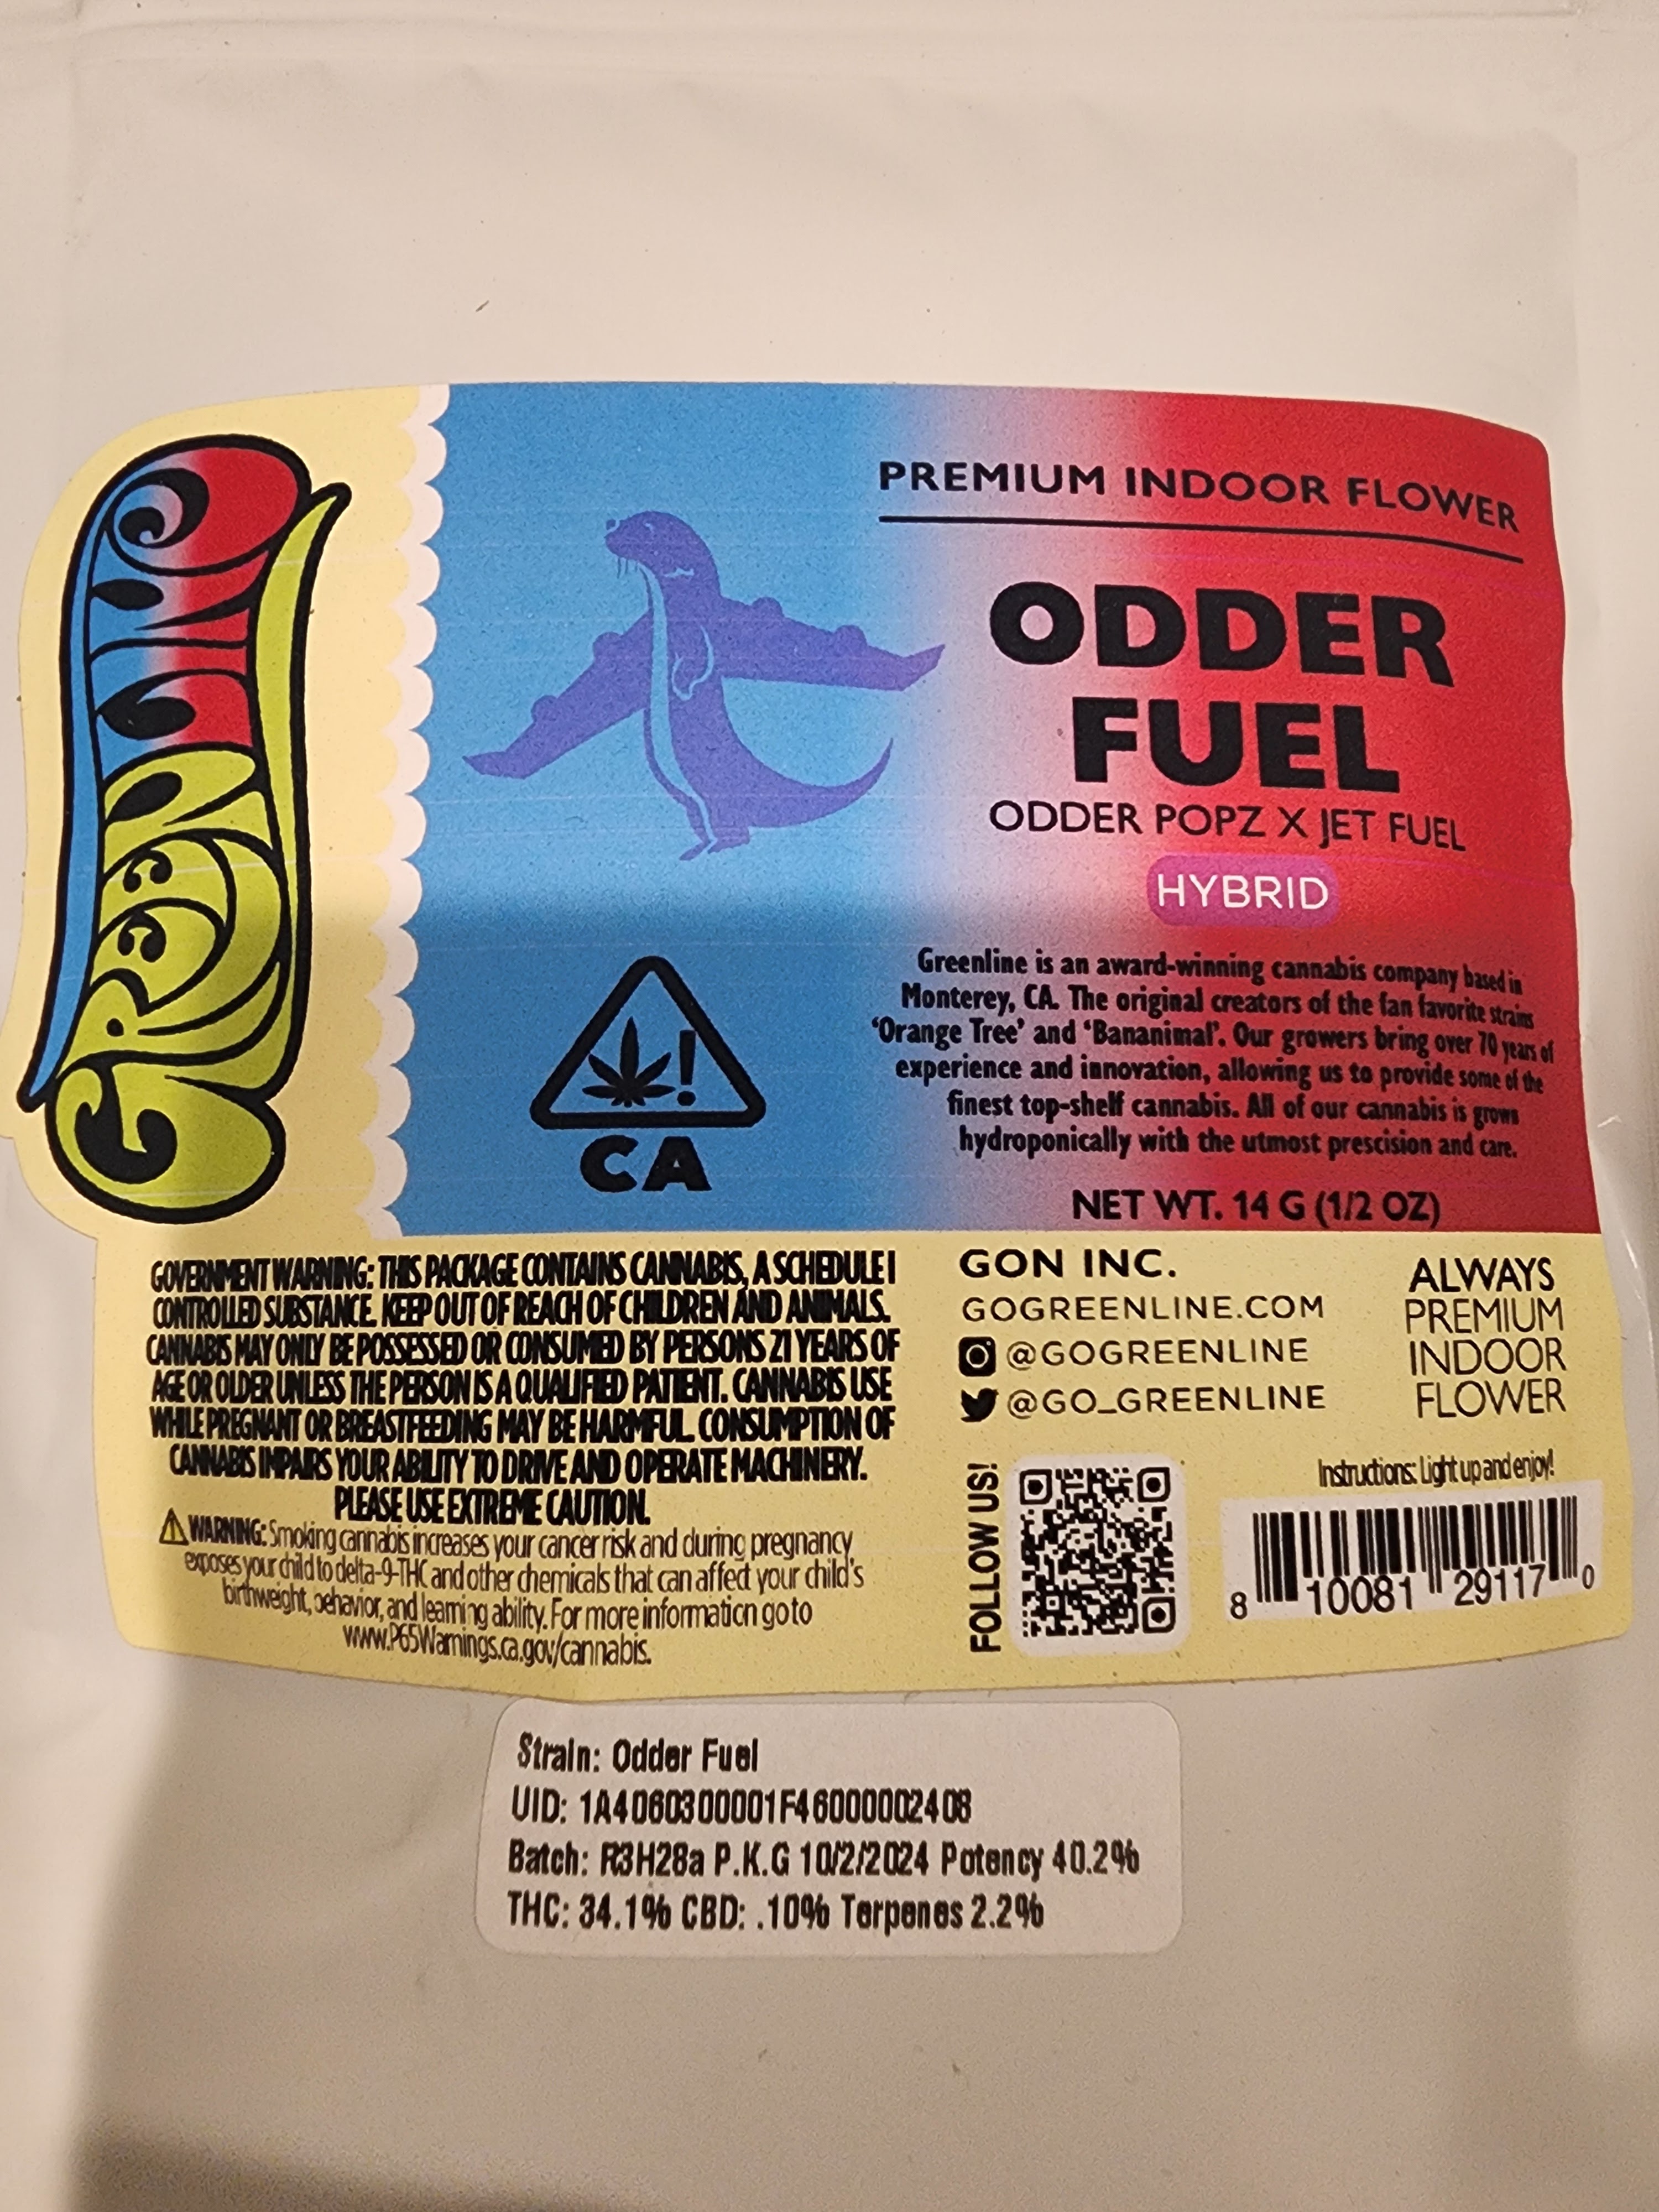 GREENLINE
PREMIUM INDOOR FLOWER
ODDER
FUEL
ODDER POPZ X JET FUEL
HYBRID
Greenline is an award-winning cannabis company based in
Monterey, CA. The original creators of the fan favorite strains
'Orange Tree' and 'Bananimal'. Our growers bring over 70 years of
experience and innovation, allowing us to provide some of the
finest top-shelf cannabis. All of our cannabis is grown
hydroponically with the utmost prescision and care.
CA
NET WT. 14 G (1/2 OZ)
GOVERNMENT WARNING: THIS PACKAGE CONTAINS CANNABIS, A SCHEDULE I
CONTROLLED SUBSTANCE. KEEP OUT OF REACH OF CHILDREN AND ANIMALS.
CANNABIS MAY ONLY BE POSSESSED OR CONSUMED BY PERSONS 21 YEARS OF
AGE OR OLDER UNLESS THE PERSON IS A QUALIFIED PATIENT. CANNABIS USE
WHILE PREGNANT OR BREASTFEEDING MAY BE HARMFUL. CONSUMPTION OF
CANNABIS IMPAIRS YOUR ABILITY TO DRIVE AND OPERATE MACHINERY.
PLEASE USE EXTREME CAUTION.
WARNING: Smoking cannabis increases your cancer risk and during pregnancy
exposes your child to delta-9-THC and other chemicals that can affect your child's
birthweight, behavior, and learning ability. For more information go to
www.P65Warnings.ca.gov/cannabis.
GON INC.
GOGREENLINE.COM
@GOGREENLINE
@GO_GREENLINE
ALWAYS
PREMIUM
INDOOR
FLOWER
FOLLOW US!
Instructions: Light up and enjoy!
8 10081 29117 0
Strain: Odder Fuel
UID: 1A4060300001F46000002408
Batch: R3H28a P.K.G 10/2/2024 Potency 40.2%
THC: 34.1% CBD: .10% Terpenes 2.2%